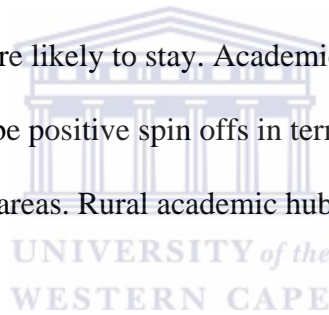 re likely to stay. Academic
be positive spin offs in term
areas. Rural academic hub
UNIVERSITY of the
WESTERN CAPE